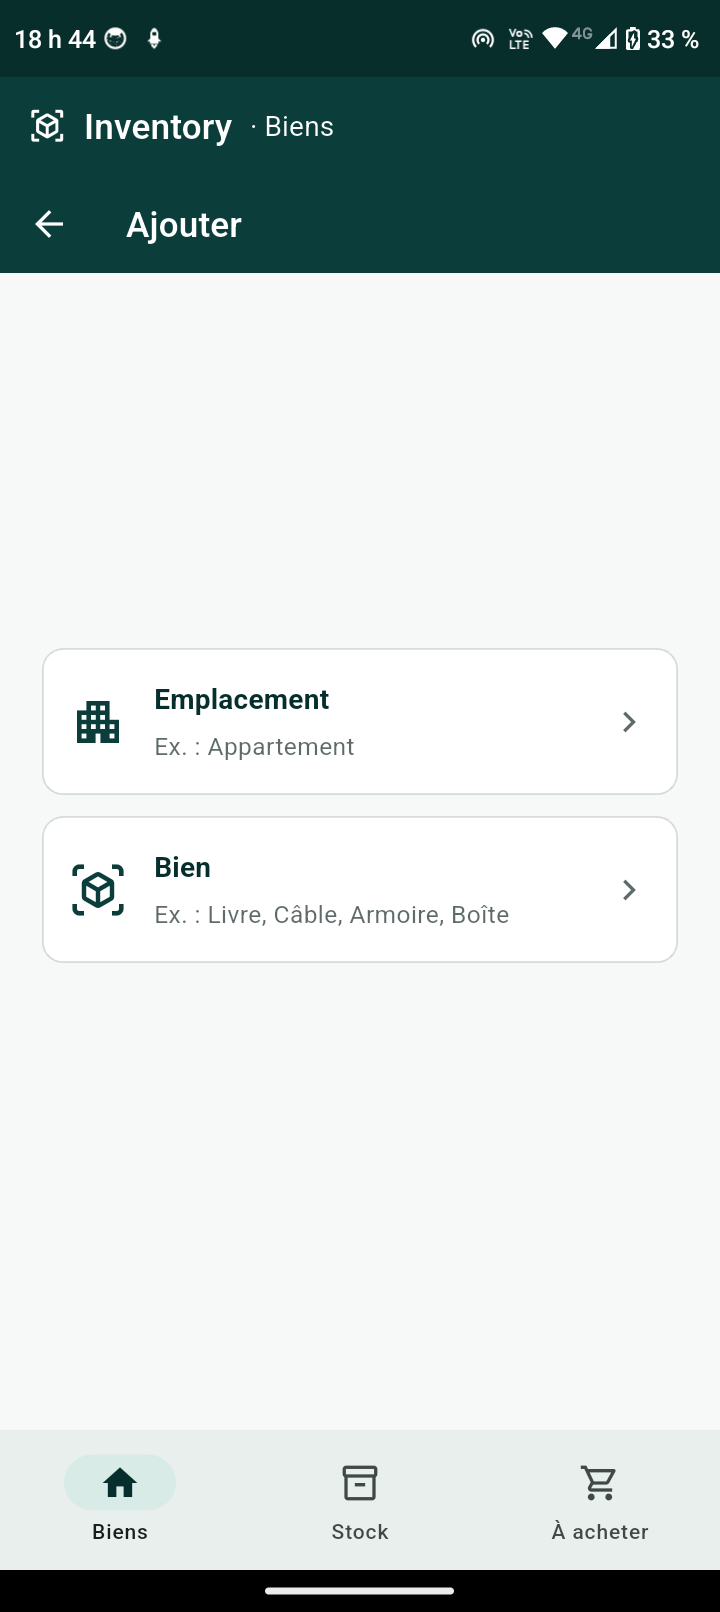 18 h 44
VoLTE 4G 33 %
Inventory · Biens
Ajouter
Emplacement
Ex. : Appartement
Bien
Ex. : Livre, Câble, Armoire, Boîte
Biens
Stock
À acheter